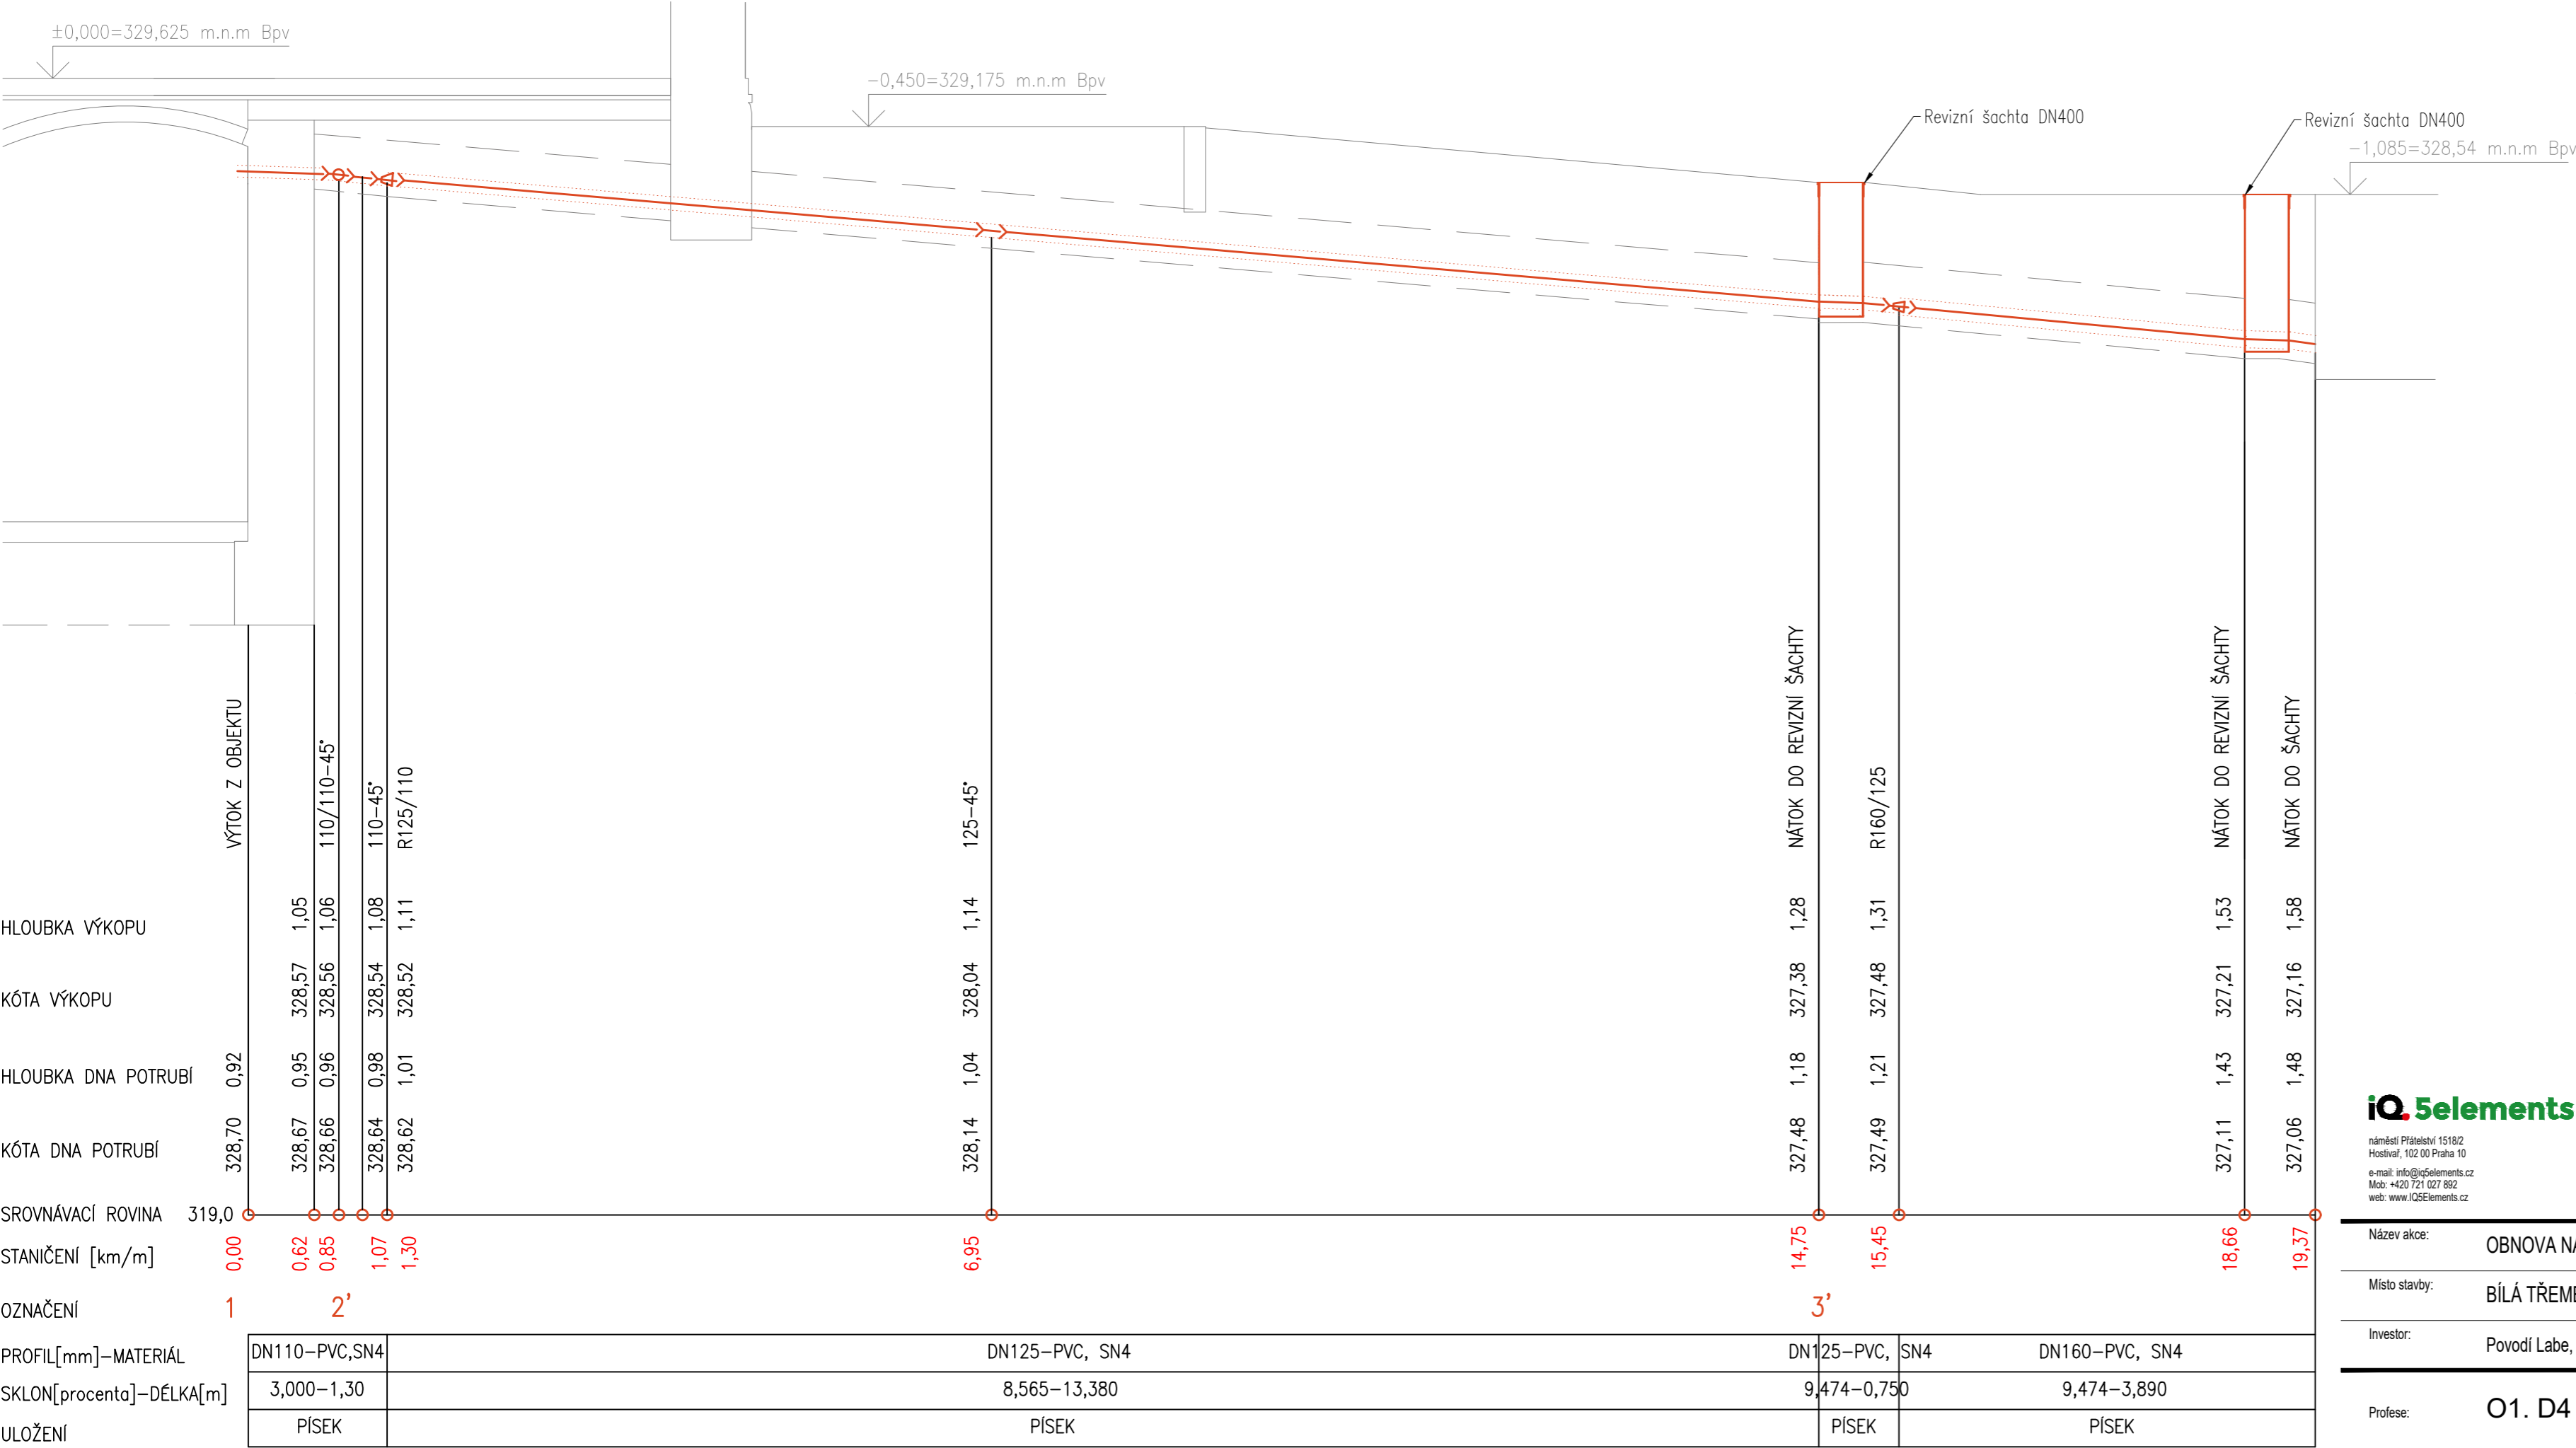 ±0,000=329,625 m.n.m Bpv
-0,450=329,175 m.n.m Bpv
Revizní šachta DN400
Revizní šachta DN400
-1,085=328,54 m.n.m Bpv
VÝTOK Z OBJEKTU
110/110-45°
110-45°
R125/110
125-45°
NÁTOK DO REVIZNÍ ŠACHTY
R160/125
NÁTOK DO REVIZNÍ ŠACHTY
NÁTOK DO ŠACHTY
HLOUBKA VÝKOPU 1,05 1,06 1,08 1,11 1,14 1,28 1,31 1,53 1,58
KÓTA VÝKOPU 328,57 328,56 328,54 328,52 328,04 327,38 327,48 327,21 327,16
HLOUBKA DNA POTRUBÍ 0,92 0,95 0,96 0,98 1,01 1,04 1,18 1,21 1,43 1,48
KÓTA DNA POTRUBÍ 328,70 328,67 328,66 328,64 328,62 328,14 327,48 327,49 327,11 327,06
SROVNÁVACÍ ROVINA 319,0
STANIČENÍ [km/m] 0,00 0,62 0,85 1,07 1,30 6,95 14,75 15,45 18,66 19,37
OZNAČENÍ 1 2' 3'
PROFIL[mm]-MATERIÁL DN110-PVC,SN4 DN125-PVC, SN4 DN125-PVC, SN4 DN160-PVC, SN4
SKLON[procenta]-DÉLKA[m] 3,000-1,30 8,565-13,380 9,474-0,750 9,474-3,890
ULOŽENÍ PÍSEK PÍSEK PÍSEK PÍSEK
iQ. 5elements
náměstí Přátelství 1518/2
Hostivař, 102 00 Praha 10
e-mail: info@iq5elements.cz
Mob: +420 721 027 892
web: www.IQ5Elements.cz
Název akce: OBNOVA NA
Místo stavby: BÍLÁ TŘEM
Investor: Povodí Labe,
Profese: O1. D4